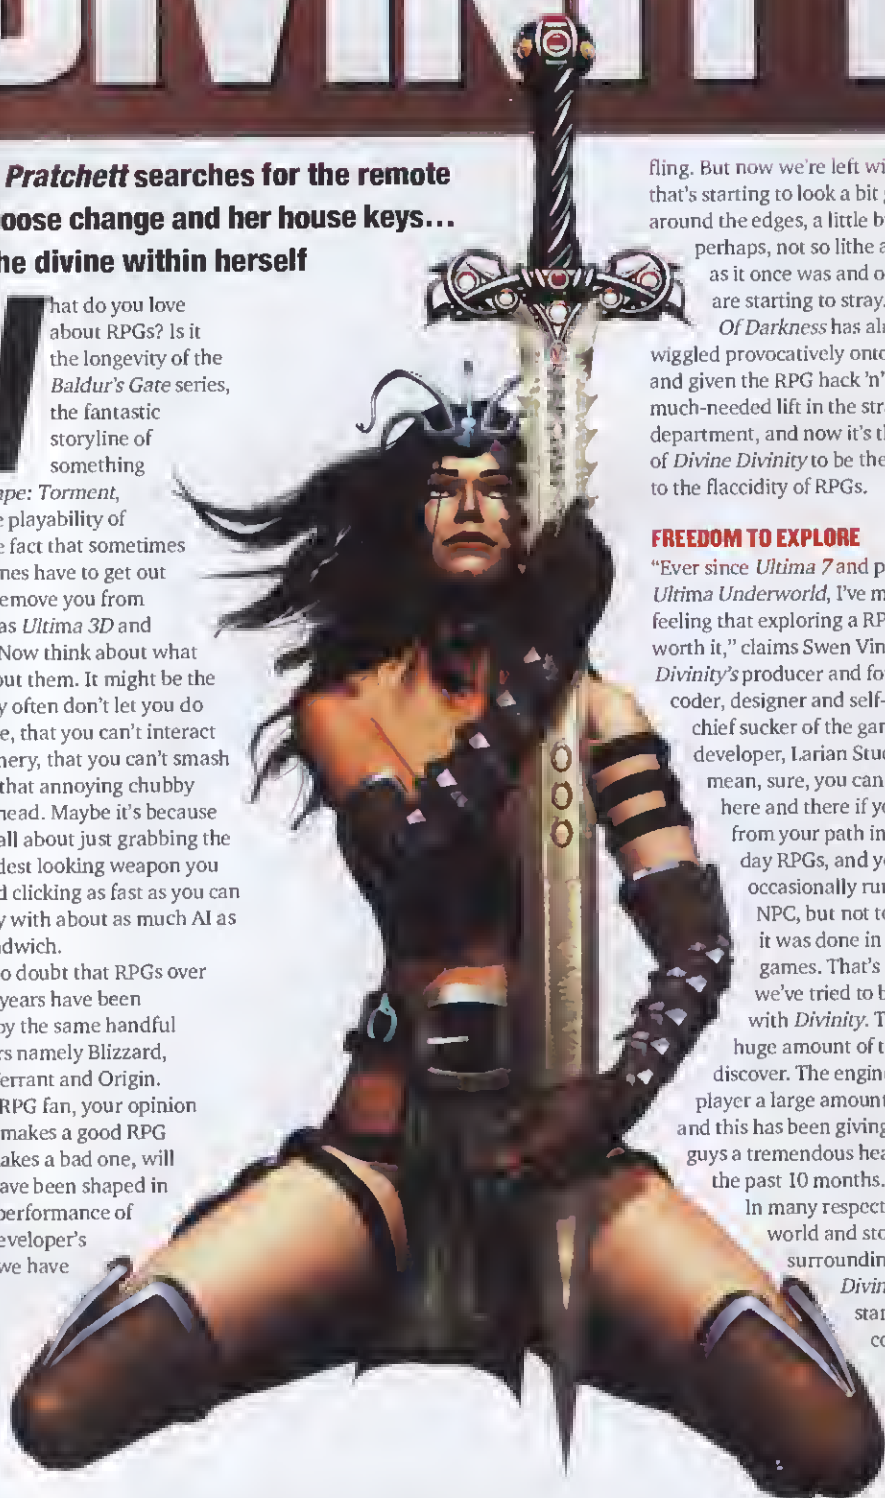 DIVINIT
Pratchett searches for the remote
oose change and her house keys...
he divine within herself
hat do you love
about RPGs? Is it
the longevity of the
Baldur's Gate series,
the fantastic
storyline of
something
ape: Torment,
e playability of
e fact that sometimes
nes have to get out
emove you from
as Ultima 3D and
Now think about what
out them. It might be the
y often don't let you do
e, that you can't interact
nery, that you can't smash
that annoying chubby
head. Maybe it's because
all about just grabbing the
dest looking weapon you
d clicking as fast as you can
y with about as much AI as
ndwich.
o doubt that RPGs over
years have been
by the same handful
rs namely Blizzard,
errant and Origin.
RPG fan, your opinion
makes a good RPG
akes a bad one, will
ave been shaped in
performance of
eveloper's
we have
fling. But now we're left wi
that's starting to look a bit
around the edges, a little b
perhaps, not so lithe a
as it once was and o
are starting to stray.
Of Darkness has al
wiggled provocatively onto
and given the RPG hack 'n'
much-needed lift in the str
department, and now it's t
of Divine Divinity to be the
to the flaccidity of RPGs.
FREEDOM TO EXPLORE
"Ever since Ultima 7 and p
Ultima Underworld, I've m
feeling that exploring a RP
worth it," claims Swen Vin
Divinity's producer and fo
coder, designer and self-
chief sucker of the gar
developer, Larian Stu
mean, sure, you can
here and there if yo
from your path in
day RPGs, and yo
occasionally run
NPC, but not to
it was done in
games. That's
we've tried to b
with Divinity. T
huge amount of t
discover. The engin
player a large amount
and this has been giving
guys a tremendous hea
the past 10 months.
In many respect
world and sto
surroundin
Divin
star
co